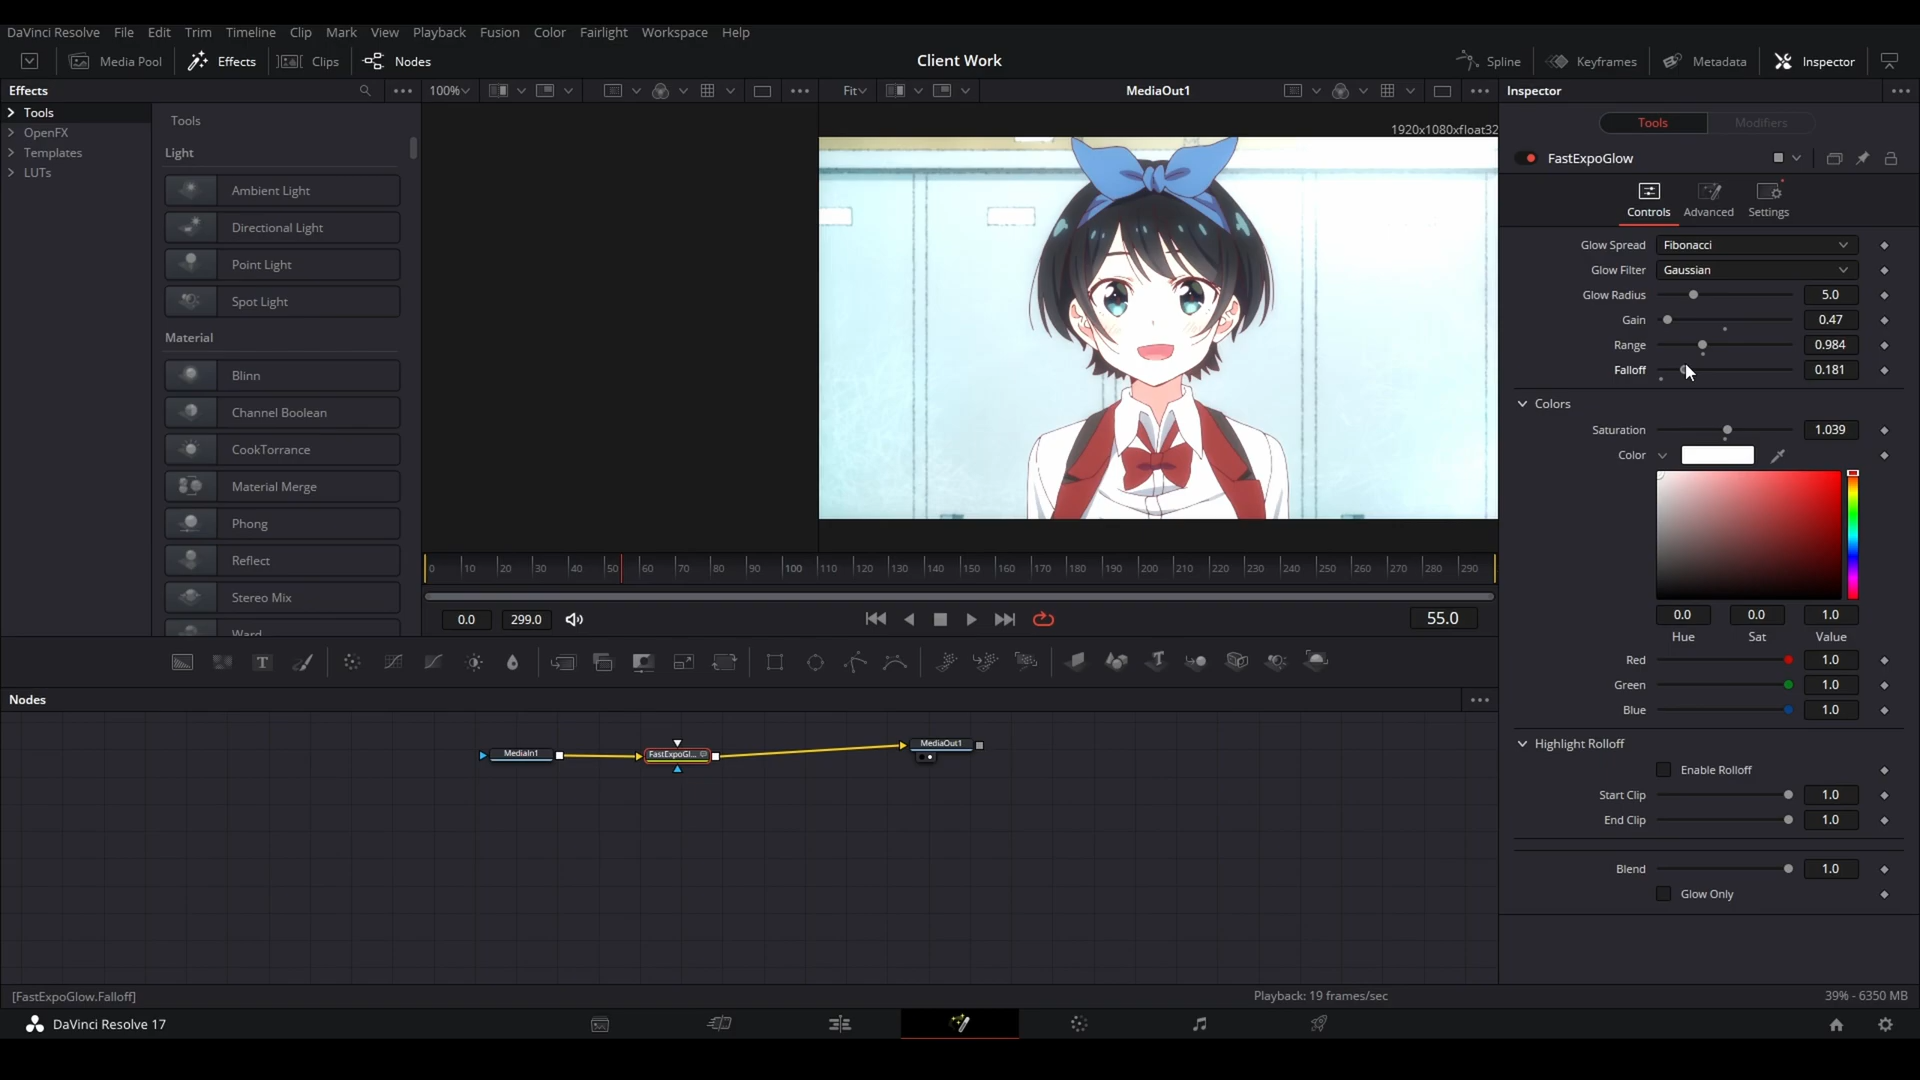 DaVinci Resolve File Edit Trim Timeline Clip Mark View Playback Fusion Color Fairlight Workspace Help
Media Pool Effects Clips Nodes Client Work Spline Keyframes Metadata Inspector
Effects 100% Fit MediaOut1 Inspector
Tools
OpenFX
Templates
LUTs
Tools
Light
Ambient Light
Directional Light
Point Light
Spot Light
Material
Blinn
Channel Boolean
CookTorrance
Material Merge
Phong
Reflect
Stereo Mix
Ward
1920x1080xfloat32
0 10 20 30 40 50 60 70 80 90 100 110 120 130 140 150 160 170 180 190 200 210 220 230 240 250 260 270 280 290
0.0 299.0 55.0
Tools Modifiers
FastExpoGlow
Controls Advanced Settings
Glow Spread Fibonacci
Glow Filter Gaussian
Glow Radius 5.0
Gain 0.47
Range 0.984
Falloff 0.181
Colors
Saturation 1.039
Color
0.0 0.0 1.0
Hue Sat Value
Red 1.0
Green 1.0
Blue 1.0
Highlight Rolloff
Enable Rolloff
Start Clip 1.0
End Clip 1.0
Blend 1.0
Glow Only
Nodes
MediaIn1 FastExpoGl... MediaOut1
[FastExpoGlow.Falloff] Playback: 19 frames/sec 39% - 6350 MB
DaVinci Resolve 17